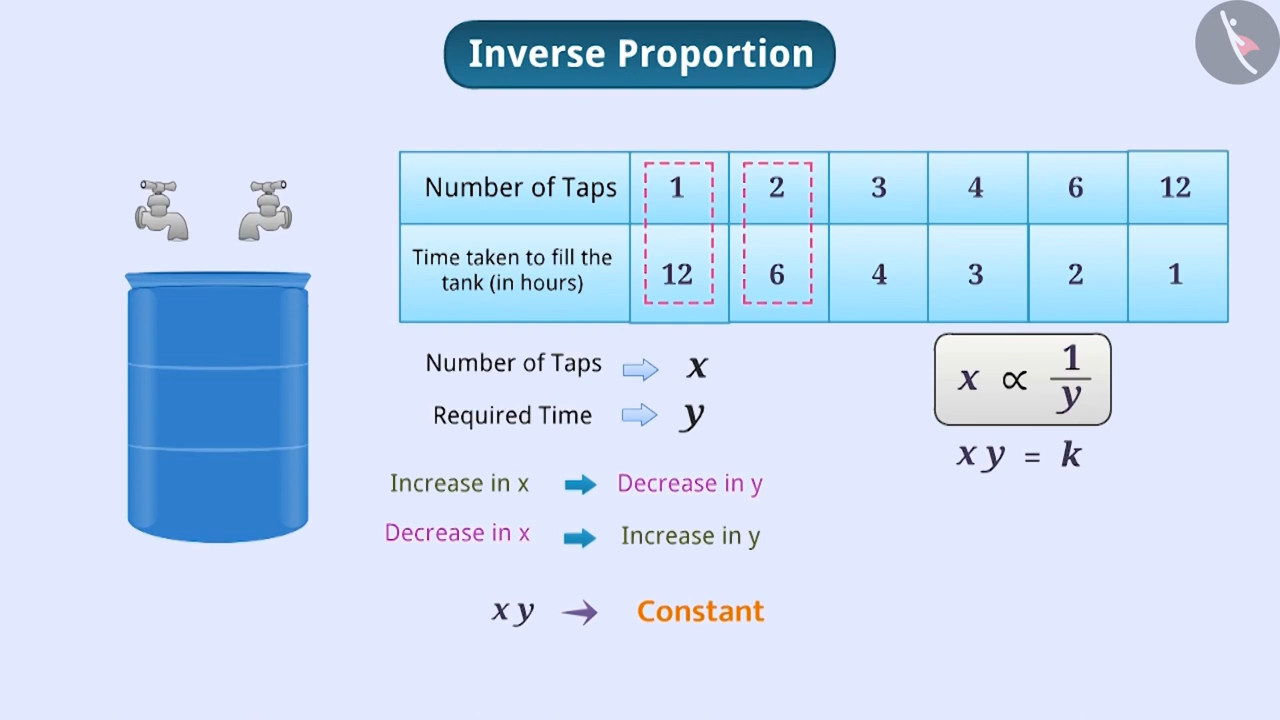 Inverse Proportion
Number of Taps 1 2 3 4 6 12
Time taken to fill the
tank (in hours) 12 6 4 3 2 1
Number of Taps ⇨ x
Required Time ⇨ y
x ∝ 1/y
x y = k
Increase in x → Decrease in y
Decrease in x → Increase in y
x y → Constant